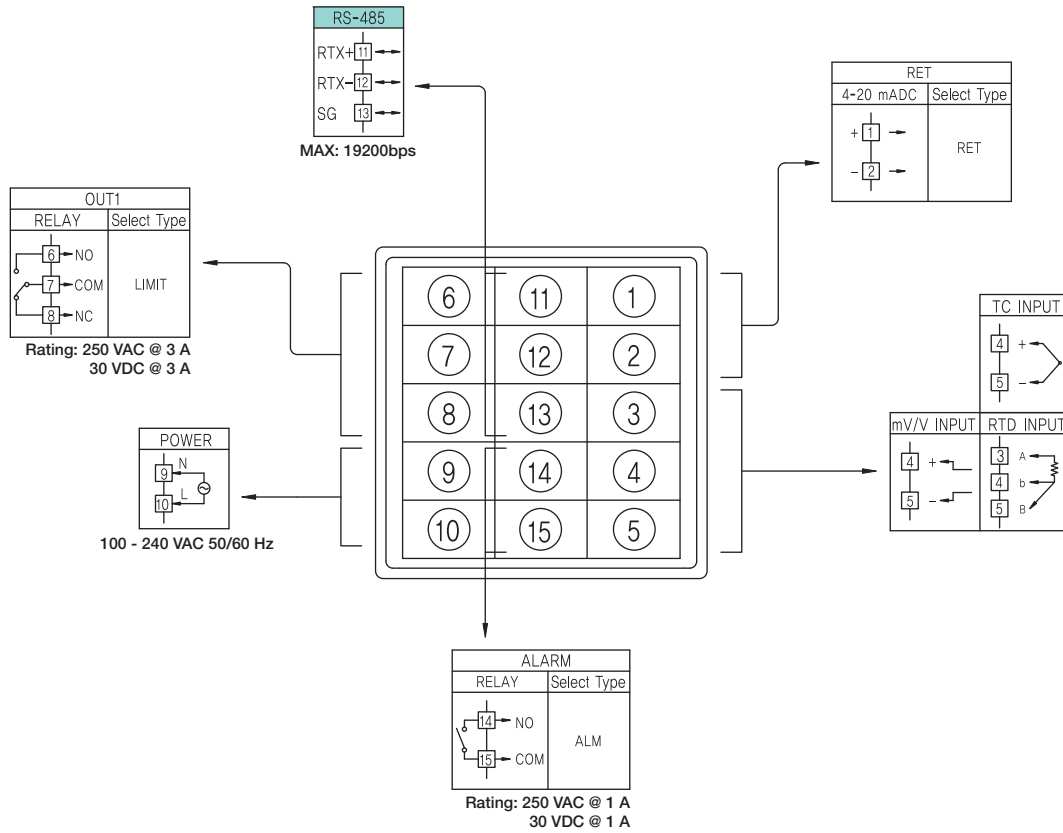 RS-485
RTX+ 11
RTX- 12
SG 13
MAX: 19200bps
RET
4-20 mADC Select Type
+ 1
- 2
RET
OUT1
RELAY Select Type
6 NO
7 COM
8 NC
LIMIT
Rating: 250 VAC @ 3 A
30 VDC @ 3 A
6 11 1
7 12 2
8 13 3
9 14 4
10 15 5
TC INPUT
4 +
5 -
mV/V INPUT
4 +
5 -
RTD INPUT
3 A
4 b
5 B
POWER
9 N
10 L
100 - 240 VAC 50/60 Hz
ALARM
RELAY Select Type
14 NO
15 COM
ALM
Rating: 250 VAC @ 1 A
30 VDC @ 1 A